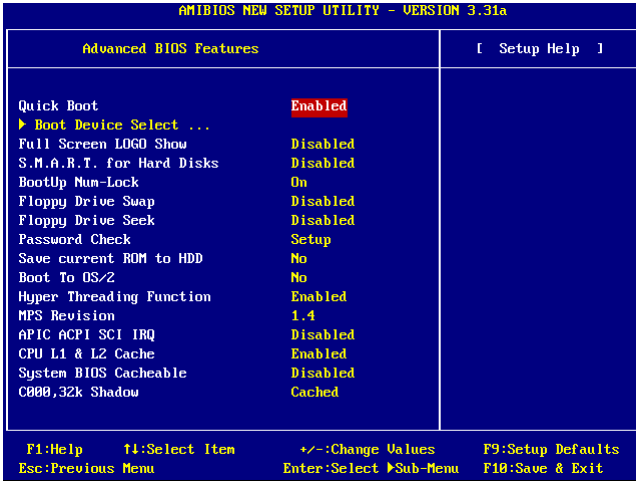 AMIBIOS NEW SETUP UTILITY - VERSION 3.31a
Advanced BIOS Features
[ Setup Help ]
Quick Boot Enabled
▶ Boot Device Select ...
Full Screen LOGO Show Disabled
S.M.A.R.T. for Hard Disks Disabled
BootUp Num-Lock On
Floppy Drive Swap Disabled
Floppy Drive Seek Disabled
Password Check Setup
Save current ROM to HDD No
Boot To OS/2 No
Hyper Threading Function Enabled
MPS Revision 1.4
APIC ACPI SCI IRQ Disabled
CPU L1 & L2 Cache Enabled
System BIOS Cacheable Disabled
C000,32k Shadow Cached
F1:Help ↑↓:Select Item +/-:Change Values F9:Setup Defaults
Esc:Previous Menu Enter:Select ▶Sub-Menu F10:Save & Exit